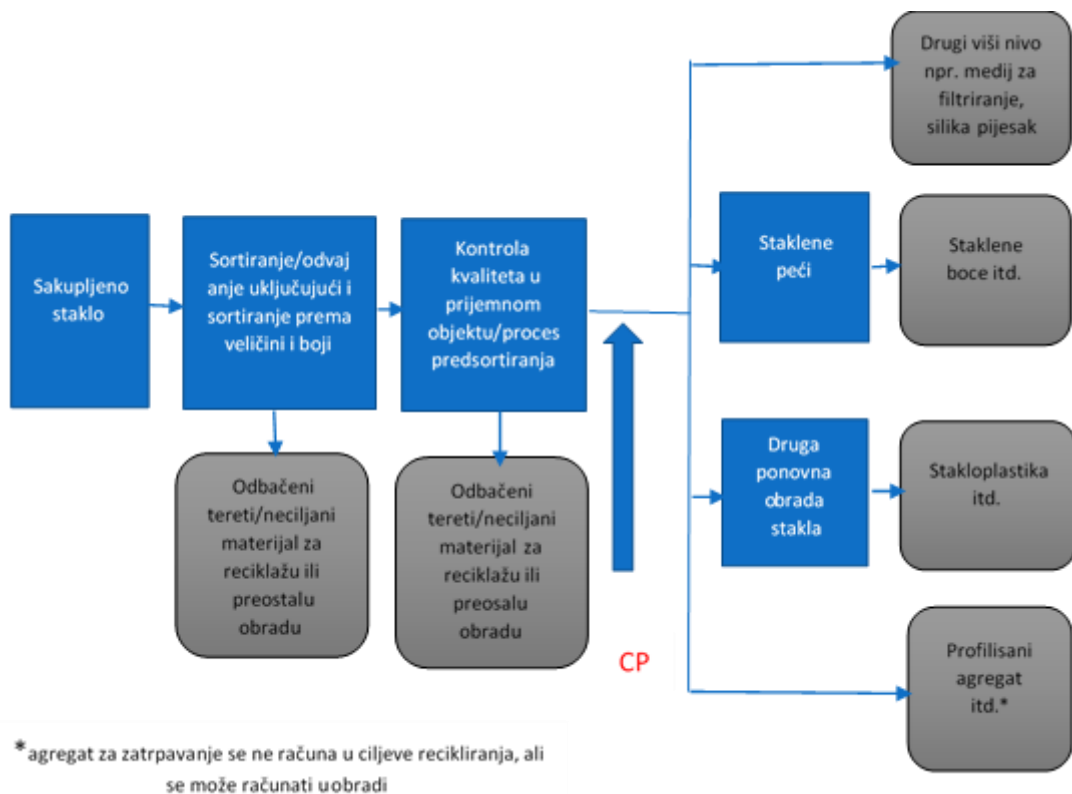 Sakupljeno
staklo
Sortiranje/odvaj
anje uključujući i
sortiranje prema
veličini i boji
Kontrola
kvaliteta u
prijemnom
objektu/proces
predsortiranja
Odbačeni
tereti/neciljani
materijal za
reciklažu ili
preostalu
obradu
Odbačeni
tereti/neciljani
materijal za
reciklažu ili
preosalu
obradu
CP
Drugi viši nivo
npr. medij za
filtriranje,
silika pijesak
Staklene
peći
Staklene
boce itd.
Druga
ponovna
obrada
stakla
Stakloplastika
itd.
Profilisani
agregat
itd.*
*agregat za zatrpavanje se ne računa u ciljeve recikliranja, ali
se može računati uobradi